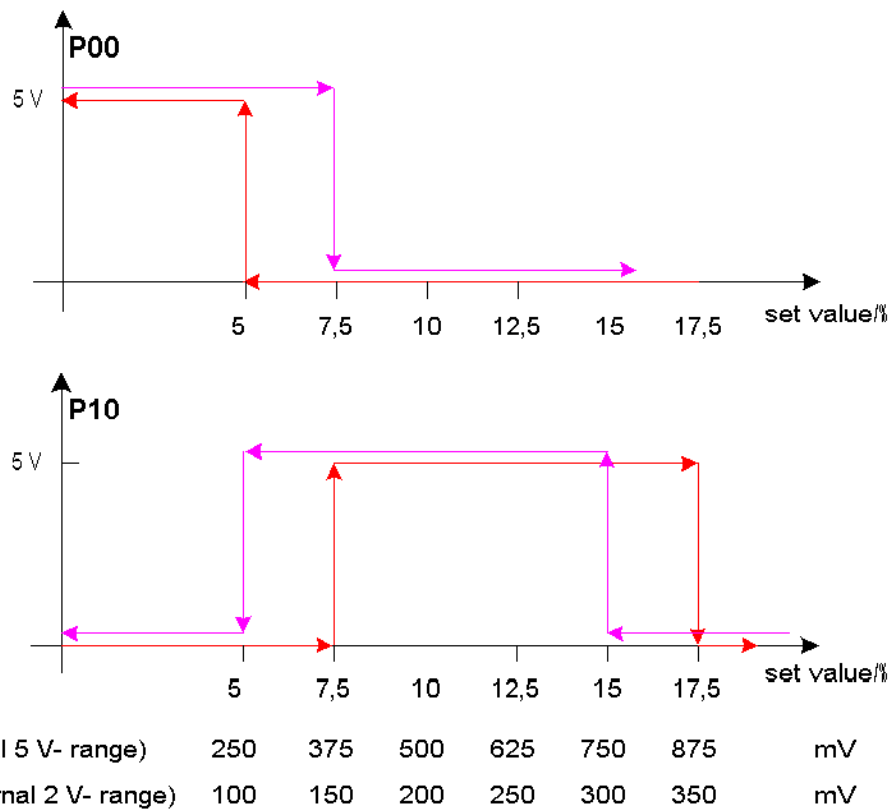 P00
5 V
5 7,5 10 12,5 15 17,5
set value/%
P10
5 V
5 7,5 10 12,5 15 17,5
set value/%
l 5 V- range) 250 375 500 625 750 875 mV
rnal 2 V- range) 100 150 200 250 300 350 mV